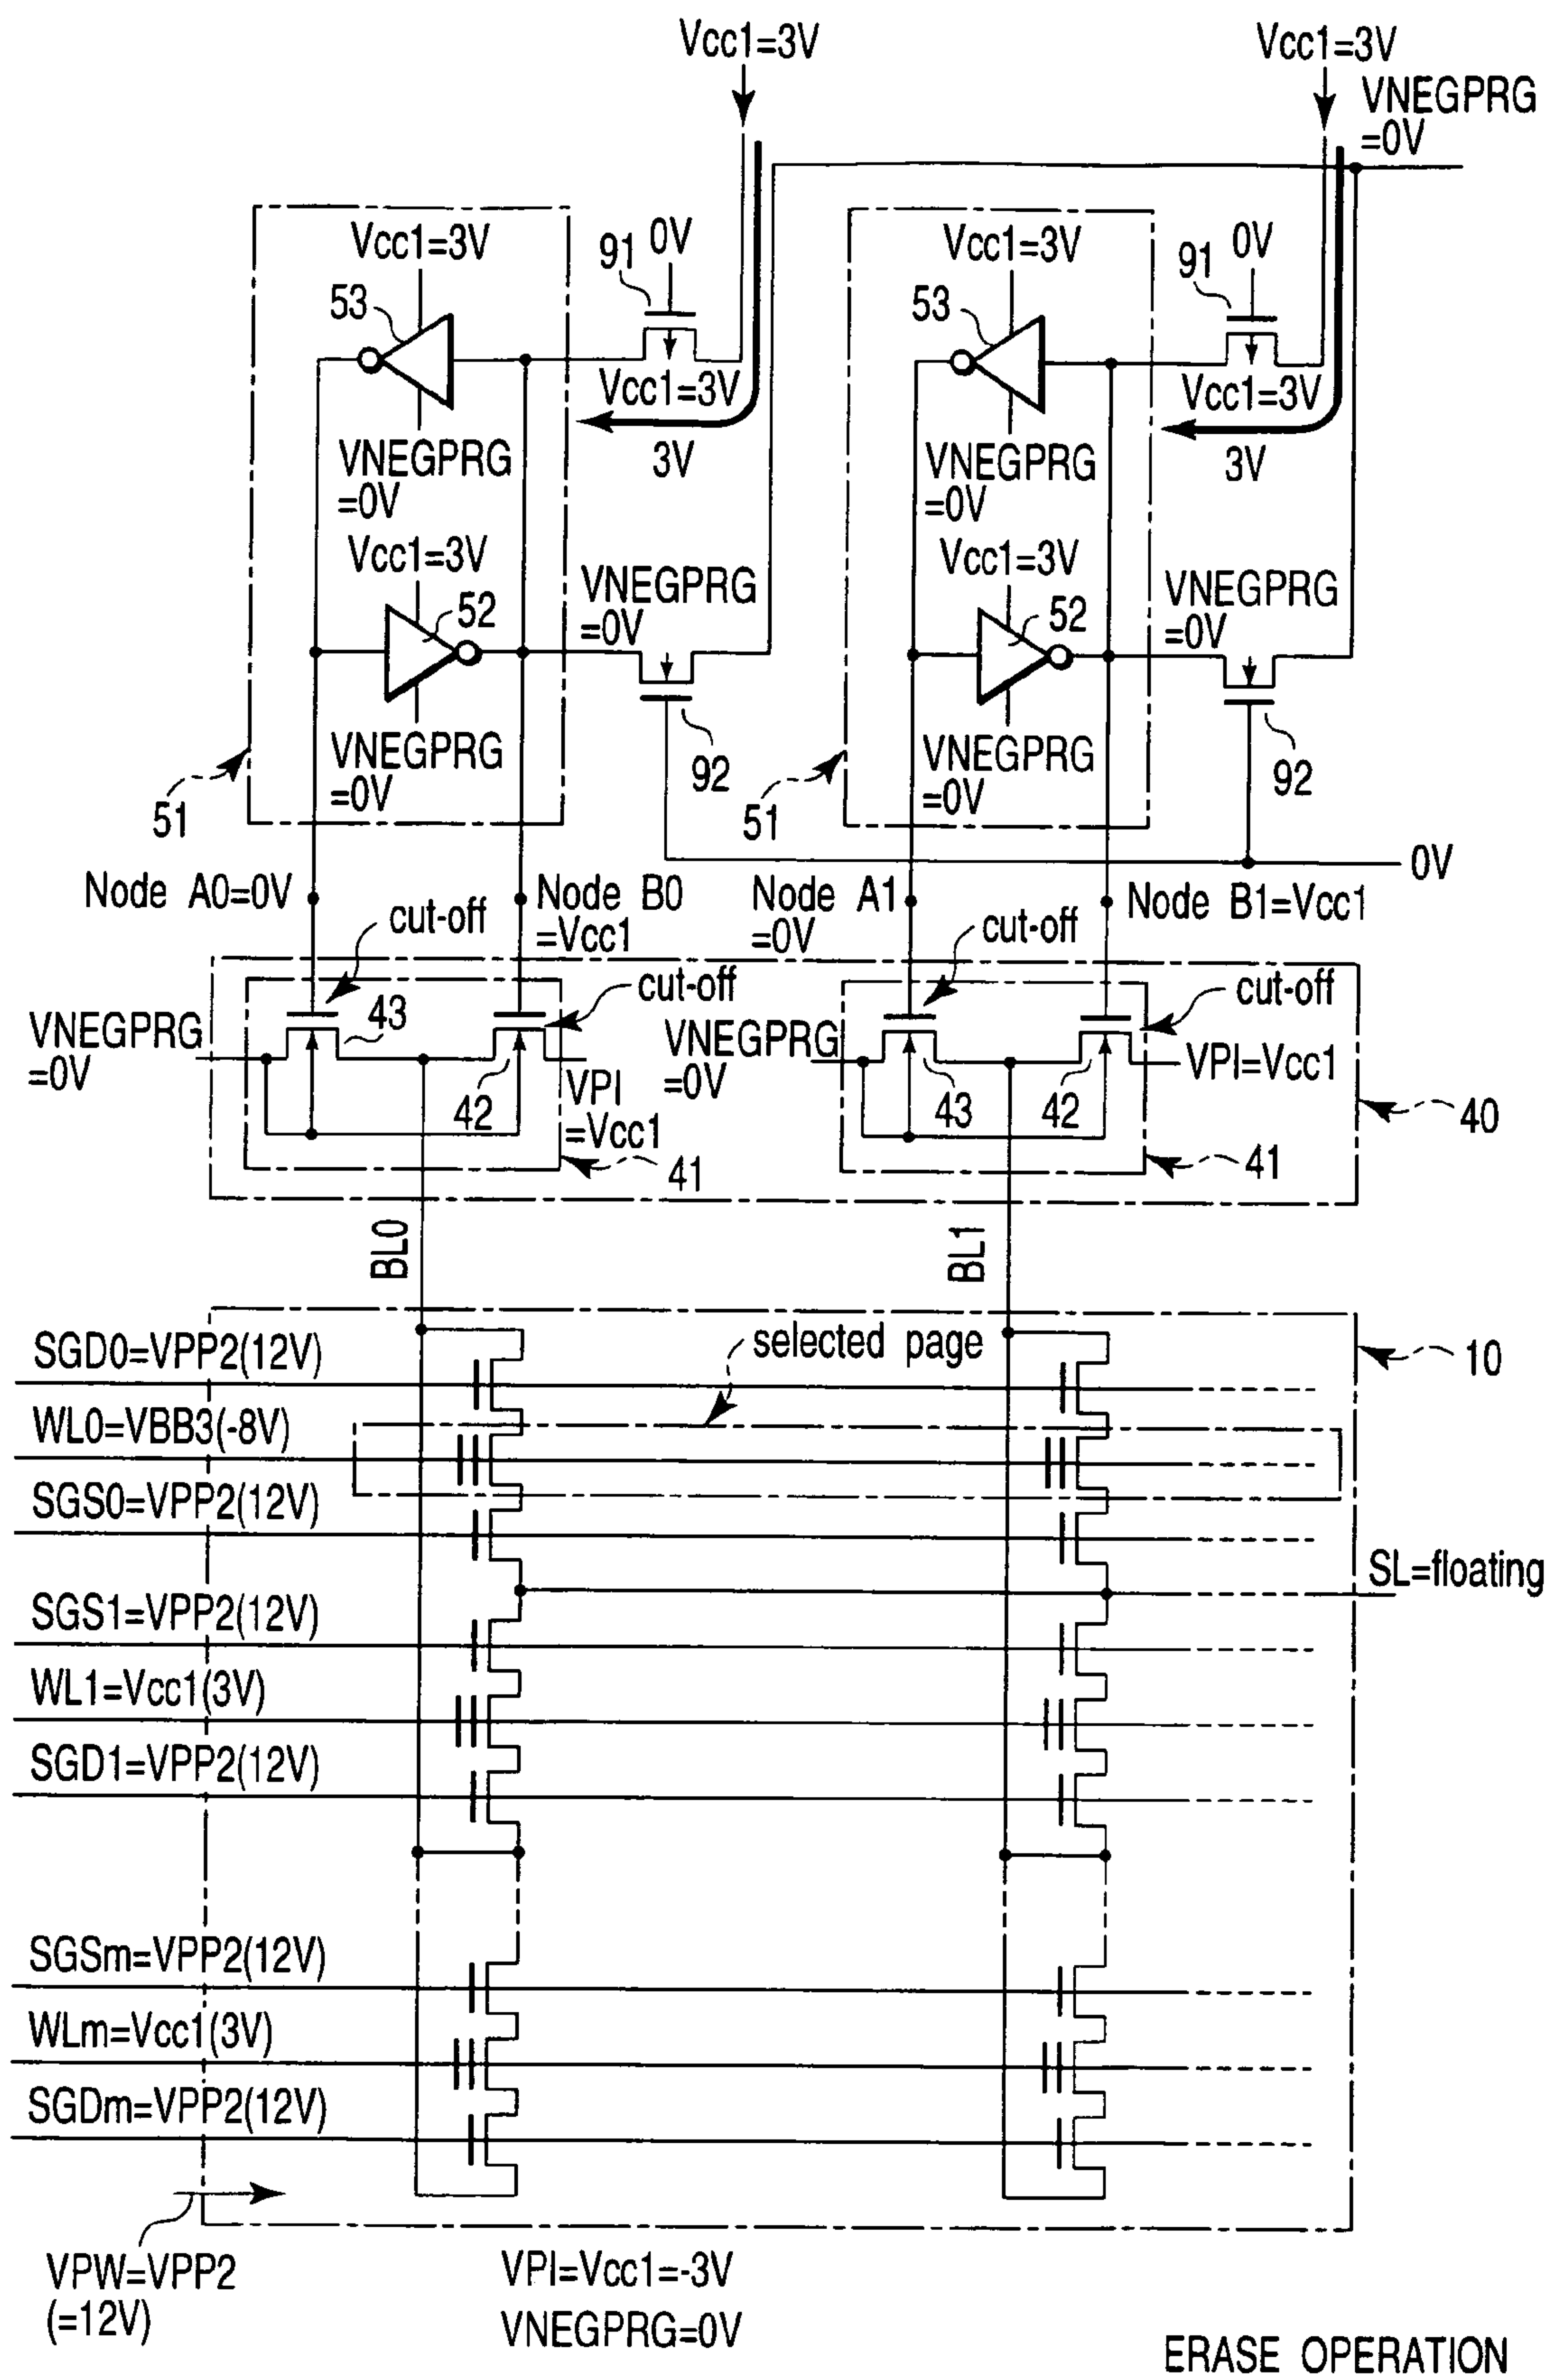 Vcc1=3V
Vcc1=3V
VNEGPRG
=0V
Vcc1=3V
91
0V
53
Vcc1=3V
3V
VNEGPRG
=0V
Vcc1=3V
52
VNEGPRG
=0V
VNEGPRG
=0V
92
51
Vcc1=3V
91
0V
53
Vcc1=3V
3V
VNEGPRG
=0V
Vcc1=3V
52
VNEGPRG
=0V
VNEGPRG
=0V
92
51
0V
Node A0=0V
cut-off
Node B0
=Vcc1
cut-off
Node A1
=0V
cut-off
Node B1=Vcc1
cut-off
VNEGPRG
=0V
43
42
VPI
=Vcc1
41
VNEGPRG
=0V
43
42
VPI=Vcc1
41
40
BL0
BL1
SGD0=VPP2(12V)
selected page
10
WL0=VBB3(-8V)
SGS0=VPP2(12V)
SL=floating
SGS1=VPP2(12V)
WL1=Vcc1(3V)
SGD1=VPP2(12V)
SGSm=VPP2(12V)
WLm=Vcc1(3V)
SGDm=VPP2(12V)
VPW=VPP2
(=12V)
VPI=Vcc1=-3V
VNEGPRG=0V
ERASE OPERATION